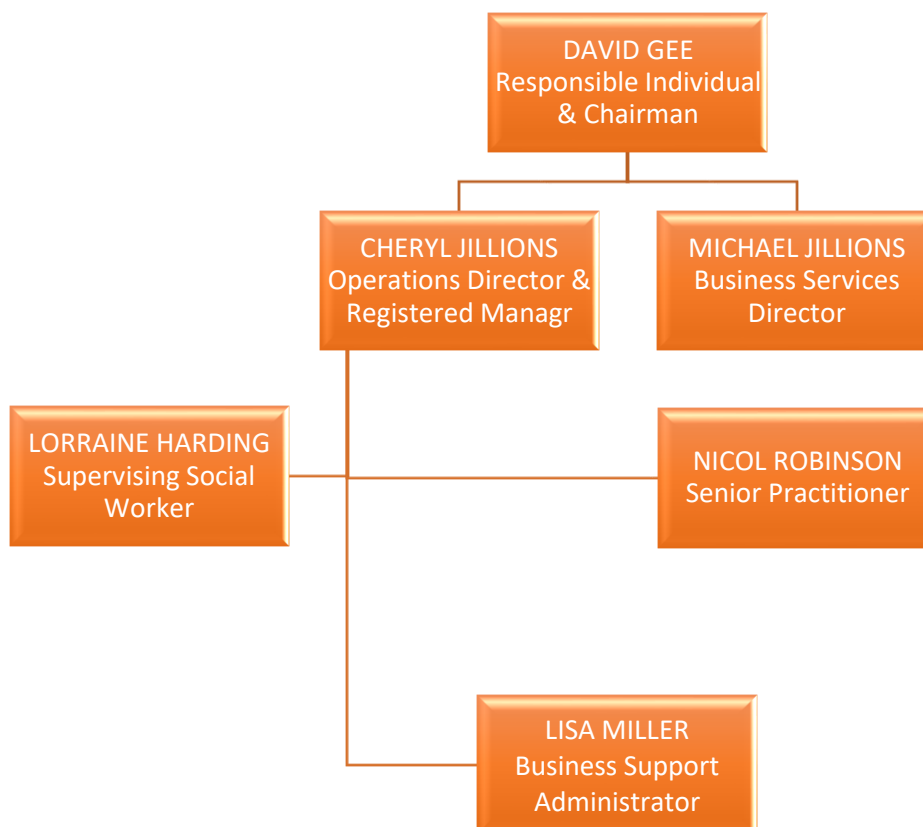 DAVID GEE
Responsible Individual
& Chairman
CHERYL JILLIONS
Operations Director &
Registered Managr
MICHAEL JILLIONS
Business Services
Director
LORRAINE HARDING
Supervising Social
Worker
NICOL ROBINSON
Senior Practitioner
LISA MILLER
Business Support
Administrator